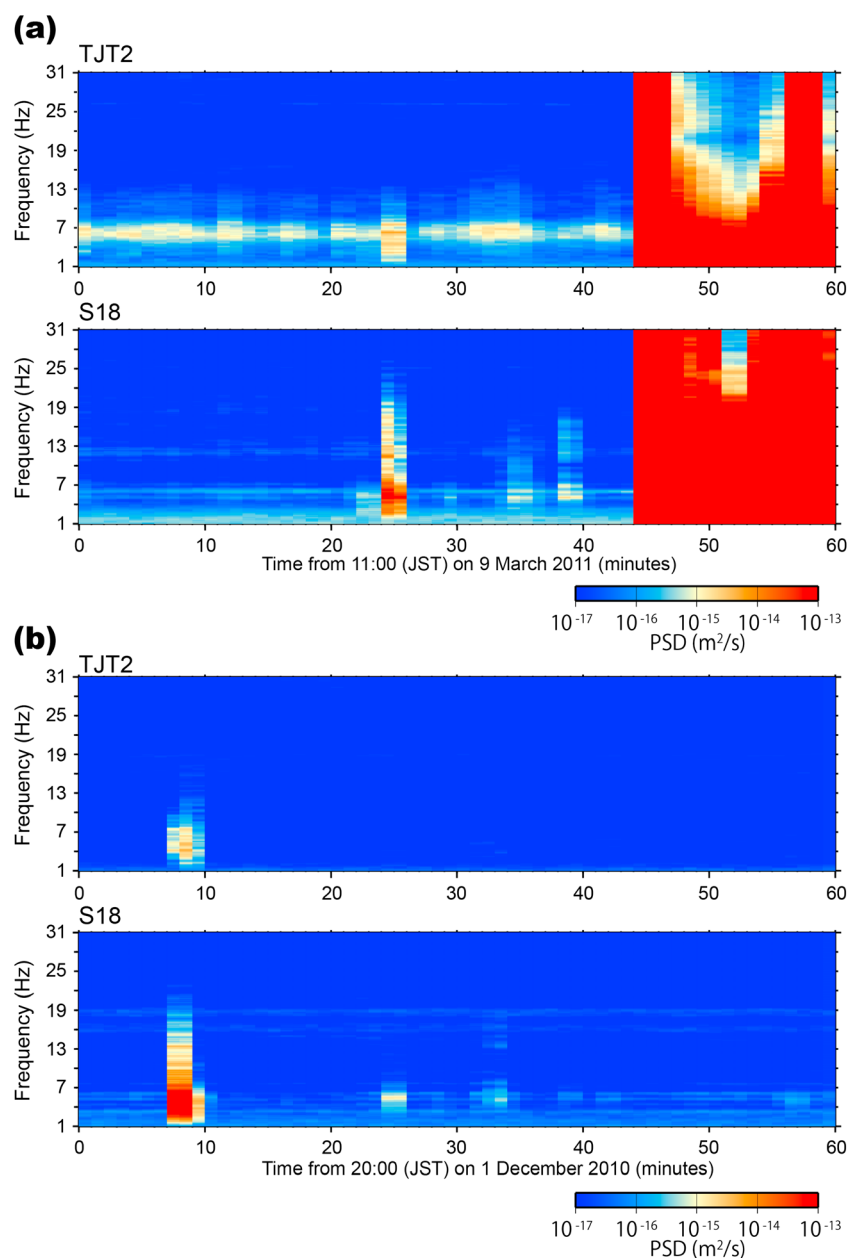 (a)
TJT2
31
25
19
13
7
1
Frequency (Hz)
0 10 20 30 40 50 60
S18
31
25
19
13
7
1
Frequency (Hz)
0 10 20 30 40 50 60
Time from 11:00 (JST) on 9 March 2011 (minutes)
10⁻¹⁷ 10⁻¹⁶ 10⁻¹⁵ 10⁻¹⁴ 10⁻¹³
PSD (m²/s)
(b)
TJT2
31
25
19
13
7
1
Frequency (Hz)
0 10 20 30 40 50 60
S18
31
25
19
13
7
1
Frequency (Hz)
0 10 20 30 40 50 60
Time from 20:00 (JST) on 1 December 2010 (minutes)
10⁻¹⁷ 10⁻¹⁶ 10⁻¹⁵ 10⁻¹⁴ 10⁻¹³
PSD (m²/s)